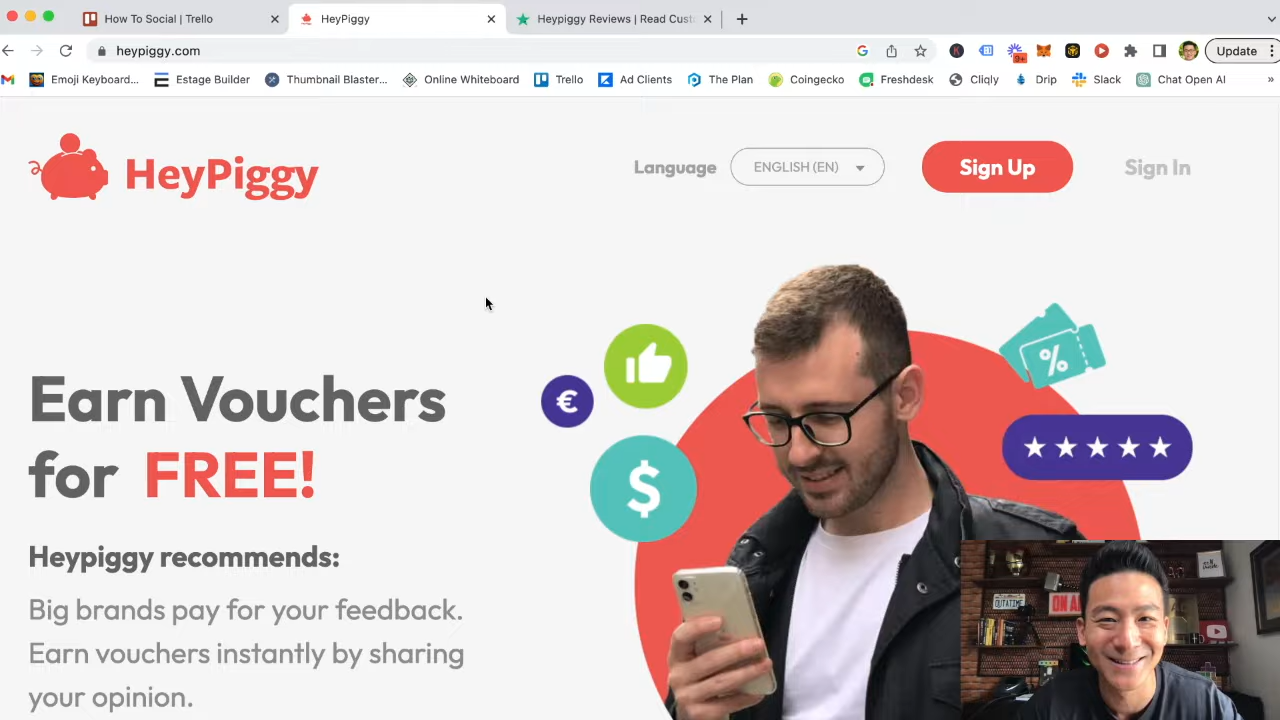 How To Social | Trello
HeyPiggy
Heypiggy Reviews | Read Cust
heypiggy.com
Update
9+
Emoji Keyboard...
Estage Builder
Thumbnail Blaster...
Online Whiteboard
Trello
Ad Clients
The Plan
Coingecko
Freshdesk
Cliqly
Drip
Slack
Chat Open AI
»
HeyPiggy
Language
ENGLISH (EN)
Sign Up
Sign In
Earn Vouchers
for FREE!
Heypiggy recommends:
Big brands pay for your feedback.
Earn vouchers instantly by sharing
your opinion.
€
$
%
OUTATIME
ON A